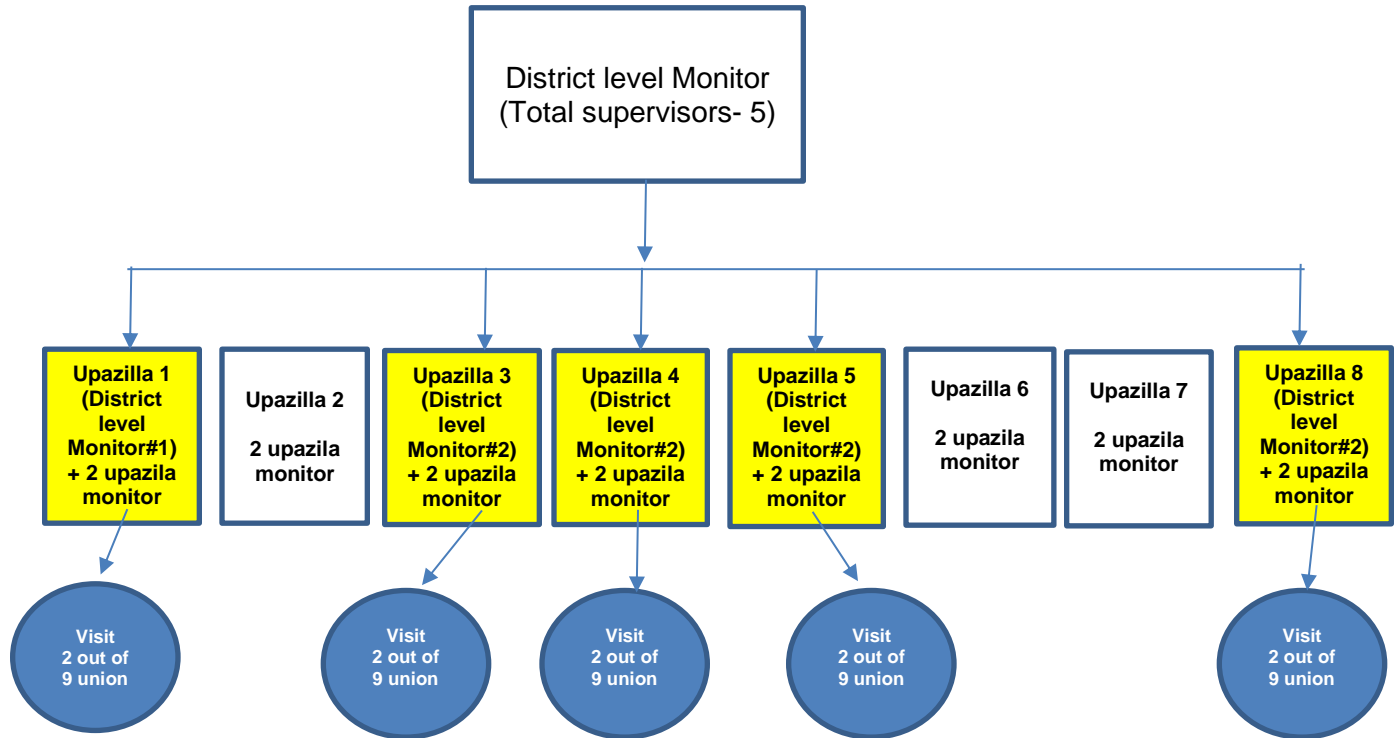 District level Monitor
(Total supervisors- 5)
Upazilla 1
(District
level
Monitor#1)
+ 2 upazila
monitor
Upazilla 2
2 upazila
monitor
Upazilla 3
(District
level
Monitor#2)
+ 2 upazila
monitor
Upazilla 4
(District
level
Monitor#2)
+ 2 upazila
monitor
Upazilla 5
(District
level
Monitor#2)
+ 2 upazila
monitor
Upazilla 6
2 upazila
monitor
Upazilla 7
2 upazila
monitor
Upazilla 8
(District
level
Monitor#2)
+ 2 upazila
monitor
Visit
2 out of
9 union
Visit
2 out of
9 union
Visit
2 out of
9 union
Visit
2 out of
9 union
Visit
2 out of
9 union